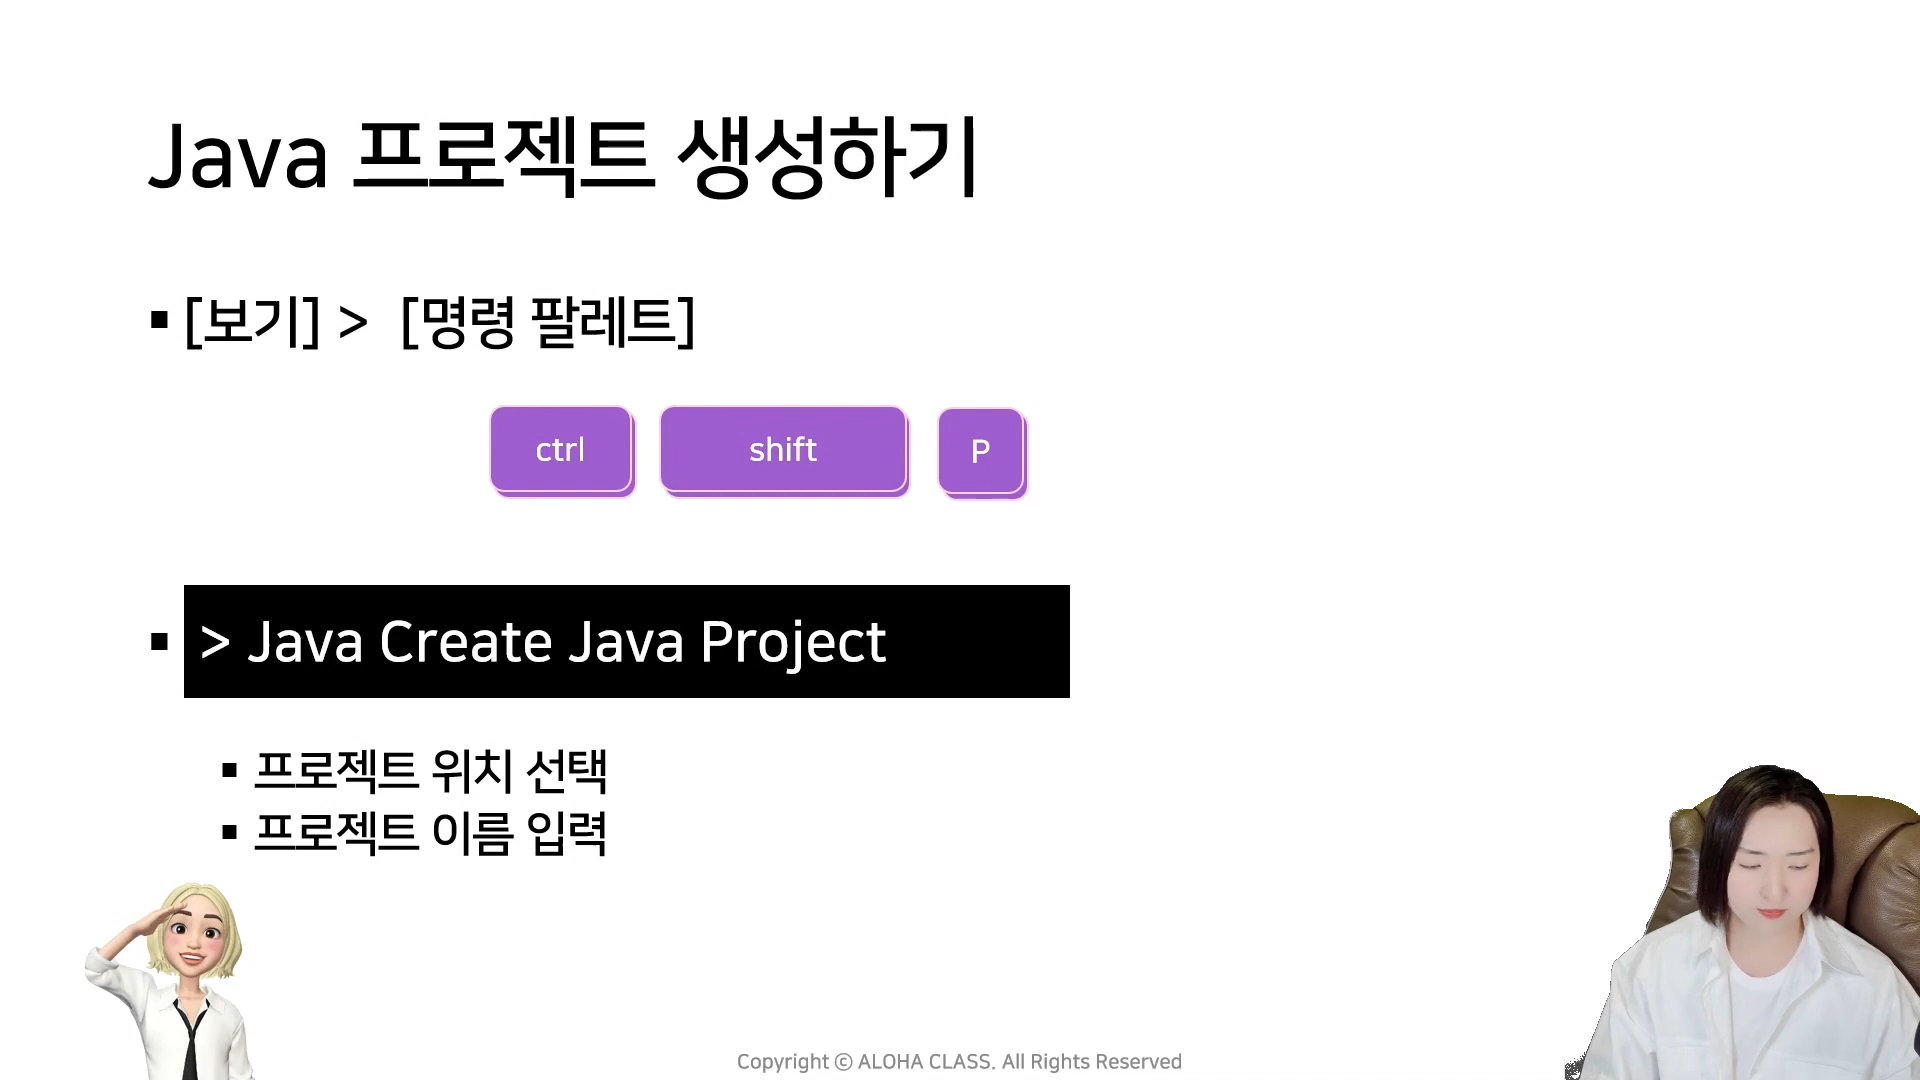 Java 프로젝트 생성하기
[보기] > [명령 팔레트]
ctrl shift P
> Java Create Java Project
프로젝트 위치 선택
프로젝트 이름 입력
Copyright ⓒ ALOHA CLASS. All Rights Reserved